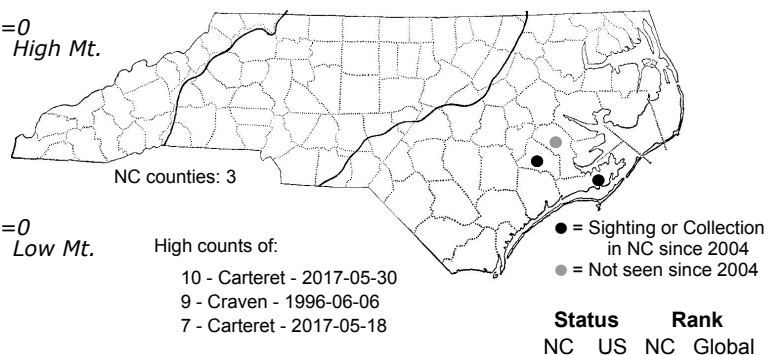 =0
High Mt.
NC counties: 3
=0
Low Mt.
High counts of:
10 - Carteret - 2017-05-30
9 - Craven - 1996-06-06
7 - Carteret - 2017-05-18
● = Sighting or Collection
in NC since 2004
● = Not seen since 2004
Status Rank
NC US NC Global